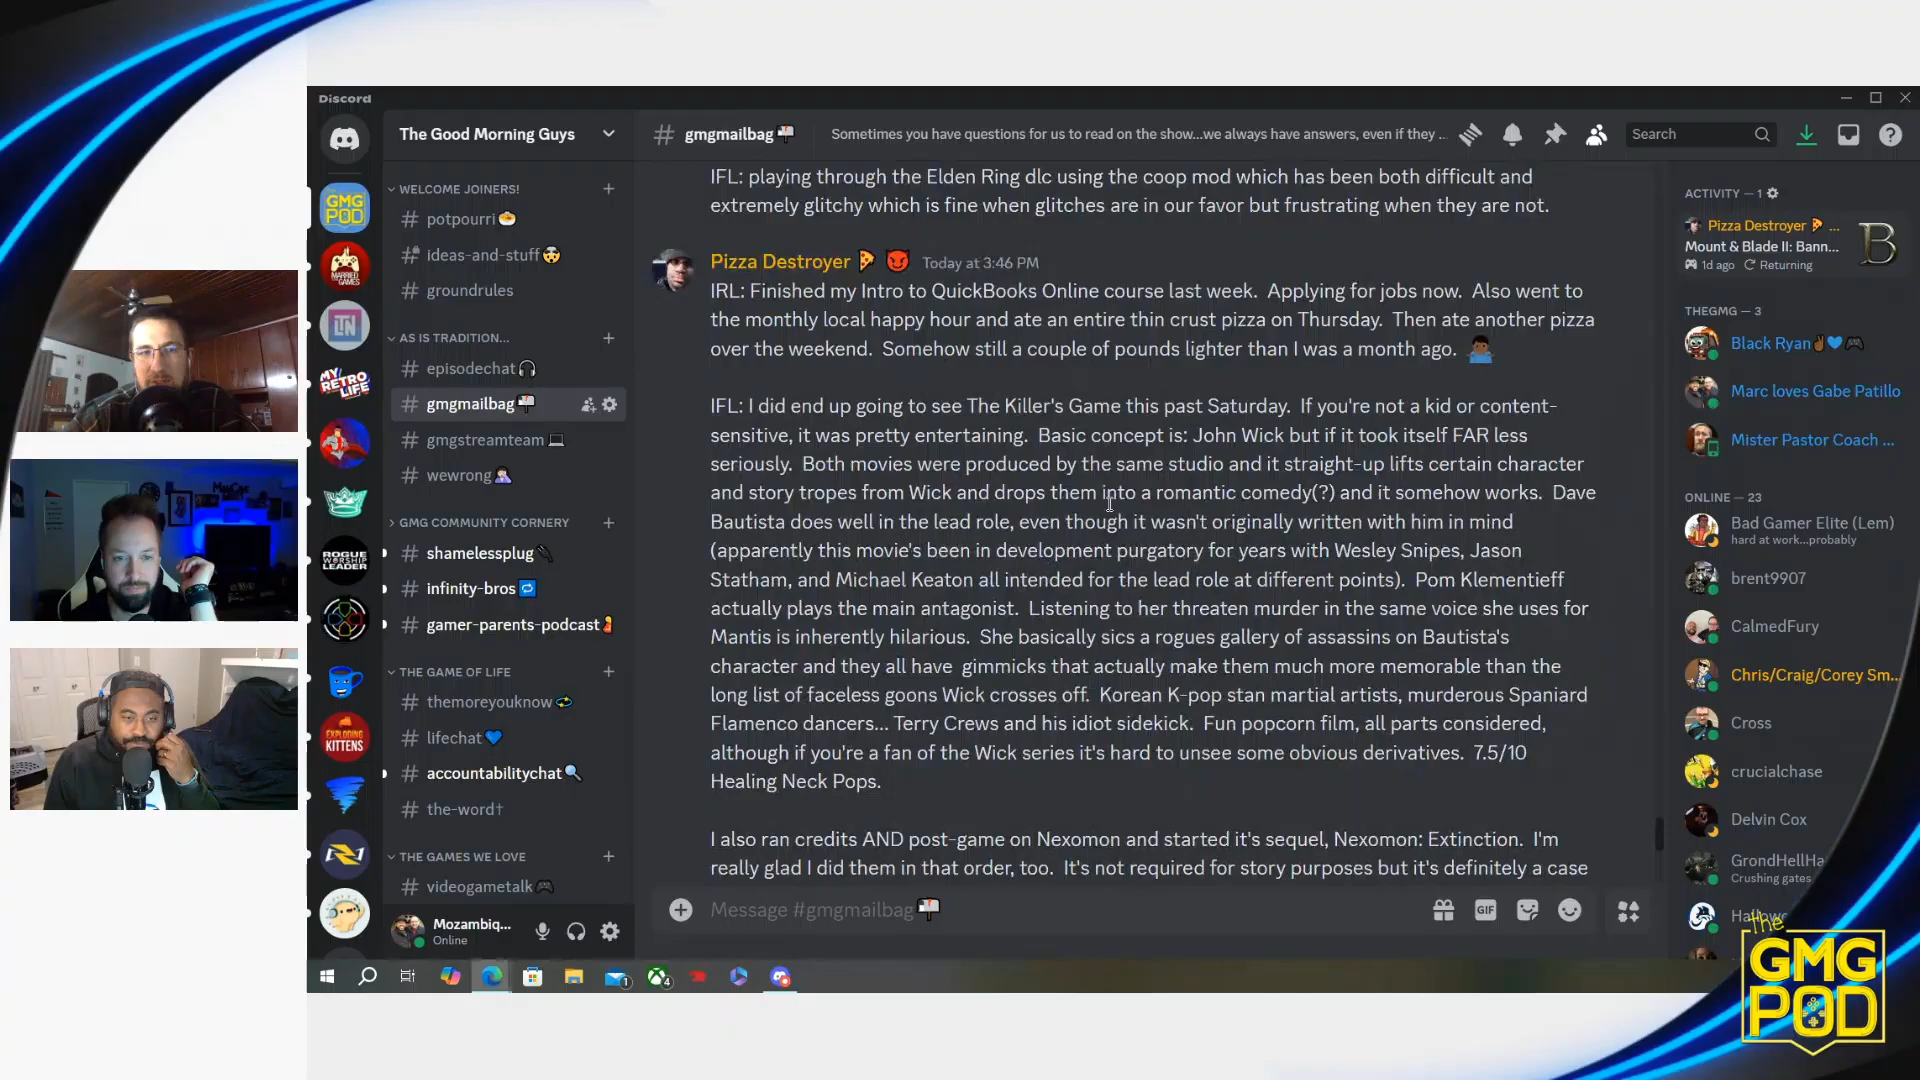 Discord
The Good Morning Guys
# gmgmailbag
Sometimes you have questions for us to read on the show...we always have answers, even if they ...
Search
WELCOME JOINERS!
# potpourri
# ideas-and-stuff
# groundrules
AS IS TRADITION...
# episodechat
# gmgmailbag
# gmgstreamteam
# wewrong
GMG COMMUNITY CORNERY
# shamelessplug
# infinity-bros
# gamer-parents-podcast
THE GAME OF LIFE
# themoreyouknow
# lifechat
# accountabilitychat
# the-word†
THE GAMES WE LOVE
# videogametalk
Mozambiq...
Online
GMG
POD
MARRIED
GAMES
LTN
MY
RETRO
LIFE
ROGUE
WORSHIP
LEADER
EXPLODING
KITTENS
IFL: playing through the Elden Ring dlc using the coop mod which has been both difficult and
extremely glitchy which is fine when glitches are in our favor but frustrating when they are not.
Pizza Destroyer Today at 3:46 PM
IRL: Finished my Intro to QuickBooks Online course last week. Applying for jobs now. Also went to
the monthly local happy hour and ate an entire thin crust pizza on Thursday. Then ate another pizza
over the weekend. Somehow still a couple of pounds lighter than I was a month ago.
IFL: I did end up going to see The Killer's Game this past Saturday. If you're not a kid or content-
sensitive, it was pretty entertaining. Basic concept is: John Wick but if it took itself FAR less
seriously. Both movies were produced by the same studio and it straight-up lifts certain character
and story tropes from Wick and drops them into a romantic comedy(?) and it somehow works. Dave
Bautista does well in the lead role, even though it wasn't originally written with him in mind
(apparently this movie's been in development purgatory for years with Wesley Snipes, Jason
Statham, and Michael Keaton all intended for the lead role at different points). Pom Klementieff
actually plays the main antagonist. Listening to her threaten murder in the same voice she uses for
Mantis is inherently hilarious. She basically sics a rogues gallery of assassins on Bautista's
character and they all have gimmicks that actually make them much more memorable than the
long list of faceless goons Wick crosses off. Korean K-pop stan martial artists, murderous Spaniard
Flamenco dancers... Terry Crews and his idiot sidekick. Fun popcorn film, all parts considered,
although if you're a fan of the Wick series it's hard to unsee some obvious derivatives. 7.5/10
Healing Neck Pops.
I also ran credits AND post-game on Nexomon and started it's sequel, Nexomon: Extinction. I'm
really glad I did them in that order, too. It's not required for story purposes but it's definitely a case
Message #gmgmailbag
GIF
ACTIVITY — 1
Pizza Destroyer ...
Mount & Blade II: Bann...
1d ago Returning
THEGMG — 3
Black Ryan
Marc loves Gabe Patillo
Mister Pastor Coach ...
ONLINE — 23
Bad Gamer Elite (Lem)
hard at work...probably
brent9907
CalmedFury
Chris/Craig/Corey Sm...
Cross
crucialchase
Delvin Cox
GrondHellHa
Crushing gates
the
GMG
POD